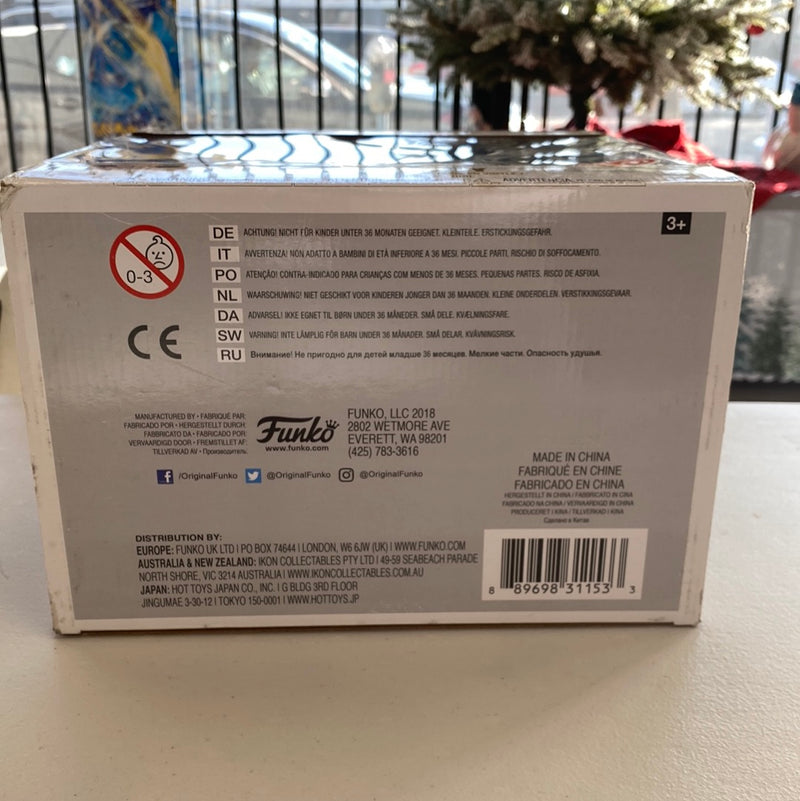 ADVERTENCIA
3+
0-3
DE ACHTUNG! NICHT FÜR KINDER UNTER 36 MONATEN GEEIGNET. KLEINTEILE. ERSTICKUNGSGEFAHR.
IT AVVERTENZA! NON ADATTO A BAMBINI DI ETÀ INFERIORE A 36 MESI. PICCOLE PARTI, RISCHIO DI SOFFOCAMENTO.
PO ATENÇÃO! CONTRA-INDICADO PARA CRIANÇAS COM MENOS DE 36 MESES. PEQUENAS PARTES. RISCO DE ASFIXIA.
NL WAARSCHUWING! NIET GESCHIKT VOOR KINDEREN JONGER DAN 36 MAANDEN. KLEINE ONDERDELEN. VERSTIKKINGSGEVAAR.
DA ADVARSEL! IKKE EGNET TIL BØRN UNDER 36 MÅNEDER. SMÅ DELE. KVÆLNINGSFARE.
SW VARNING! INTE LÄMPLIG FÖR BARN UNDER 36 MÅNADER. SMÅ DELAR. KVÄVNINGSRISK.
RU Внимание! Не пригодно для детей младше 36 месяцев. Мелкие части. Опасность удушья.
CE
MANUFACTURED BY • FABRIQUÉ PAR:
FABRICADO POR • HERGESTELLT DURCH:
FABBRICATO DA • FABRICADO POR:
VERVAARDIGD DOOR • FREMSTILLET AF:
TILLVERKAD AV • Производитель:
Funko
www.funko.com
FUNKO, LLC 2018
2802 WETMORE AVE
EVERETT, WA 98201
(425) 783-3616
/OriginalFunko @OriginalFunko @OriginalFunko
MADE IN CHINA
FABRIQUÉ EN CHINE
FABRICADO EN CHINA
HERGESTELLT IN CHINA / FABBRICATO IN CINA
FABRICADO NA CHINA / VERVAARDIGD IN CHINA
PRODUCERET I KINA / TILLVERKAD I KINA
Сделано в Китае
DISTRIBUTION BY:
EUROPE: FUNKO UK LTD | PO BOX 74644 | LONDON, W6 6JW (UK) | WWW.FUNKO.COM
AUSTRALIA & NEW ZEALAND: IKON COLLECTABLES PTY LTD | 49-59 SEABEACH PARADE
NORTH SHORE, VIC 3214 AUSTRALIA | WWW.IKONCOLLECTABLES.COM.AU
JAPAN: HOT TOYS JAPAN CO., INC. | G BLDG 3RD FLOOR
JINGUMAE 3-30-12 | TOKYO 150-0001 | WWW.HOTTOYS.JP
8 89698 31153 3